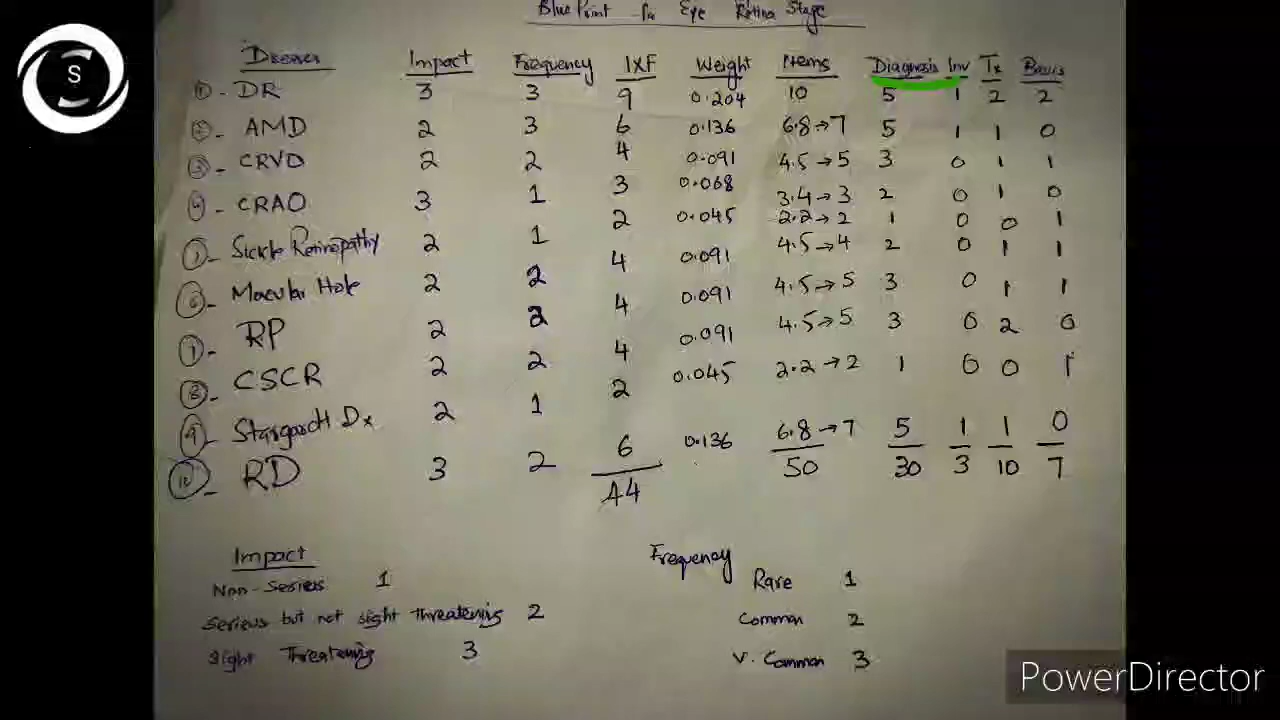 Blue Print for Eye Retina Stage
Diseases Impact Frequency IXF Weight Items Diagnosis Inv Tx Basis
① - DR 3 3 9 0.204 10 5 1 2 2
② - AMD 2 3 6 0.136 6.8→7 5 1 1 0
③ - CRVO 2 2 4 0.091 4.5→5 3 0 1 1
④ - CRAO 3 1 3 0.068 3.4→3 2 0 1 0
⑤ - Sickle Retinopathy 2 1 2 0.045 2.2→2 1 0 0 1
⑥ - Macular Hole 2 2 4 0.091 4.5→4 2 0 1 1
⑦ - RP 2 2 4 0.091 4.5→5 3 0 1 1
⑧ - CSCR 2 2 4 0.091 4.5→5 3 0 2 0
⑨ - Stargardt Dx 2 1 2 0.045 2.2→2 1 0 0 1
⑩ - RD 3 2 6 0.136 6.8→7 5 1 1 0
44 50 30 3 10 7
Impact
Non-Serious 1
Serious but not sight threatening 2
Sight Threatening 3
Frequency
Rare 1
Common 2
V. Common 3
S
PowerDirector